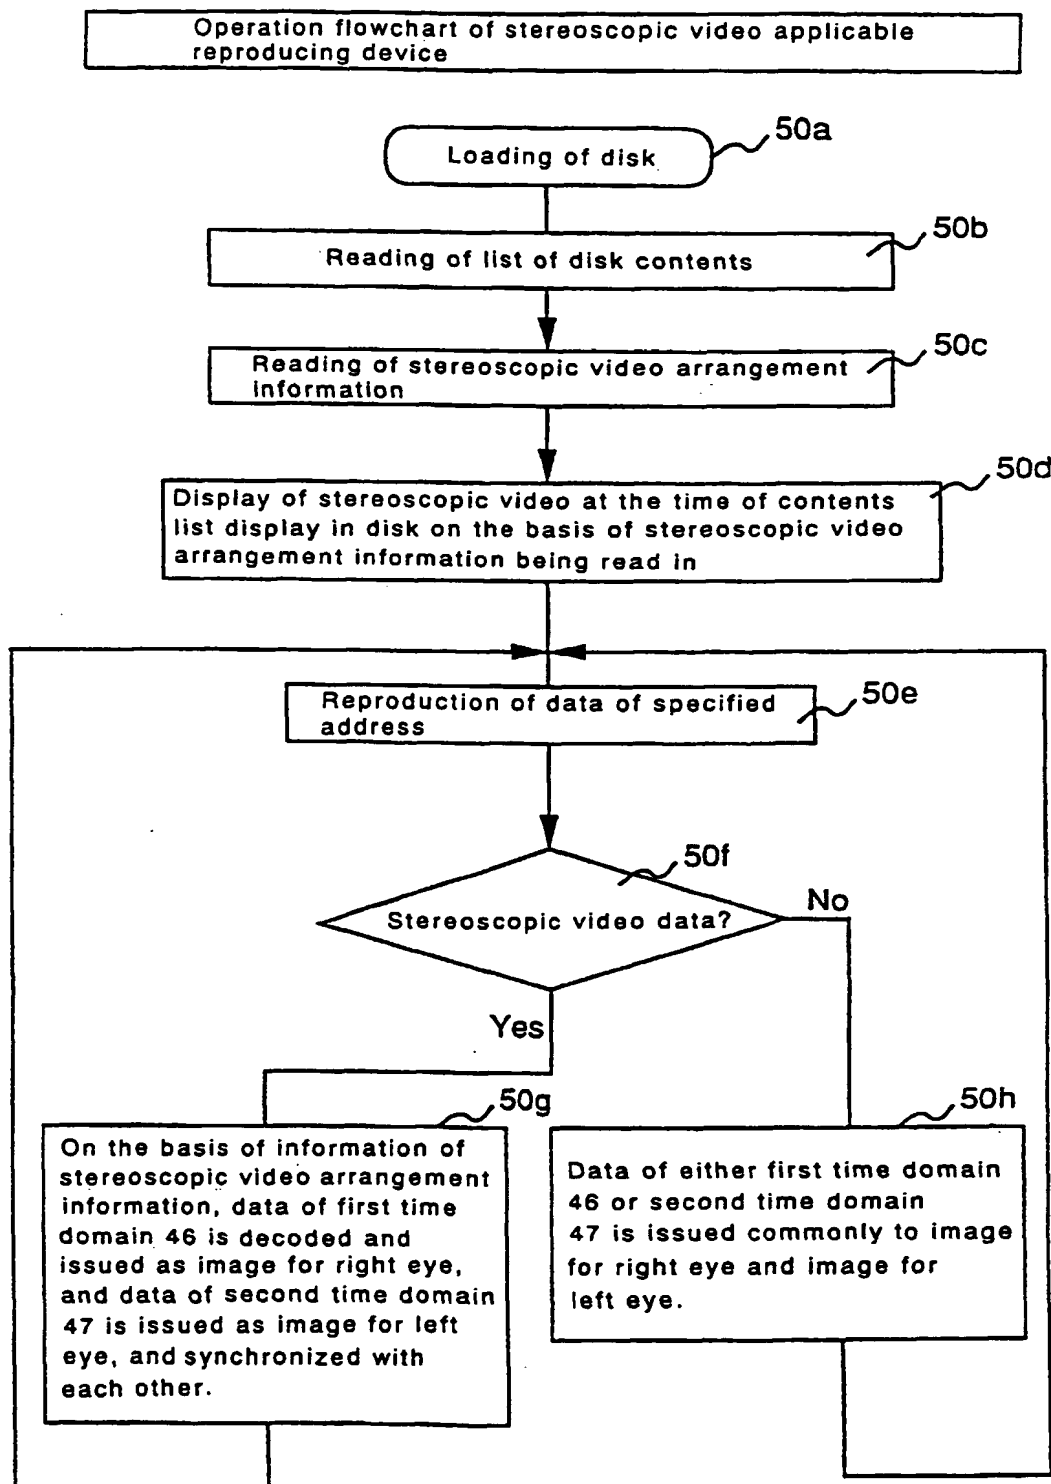 Operation flowchart of stereoscopic video applicable
reproducing device
50a
Loading of disk
50b
Reading of list of disk contents
50c
Reading of stereoscopic video arrangement
information
50d
Display of stereoscopic video at the time of contents
list display in disk on the basis of stereoscopic video
arrangement information being read in
Reproduction of data of specified
address
50e
50f
Stereoscopic video data?
No
Yes
50g
On the basis of information of
stereoscopic video arrangement
information, data of first time
domain 46 is decoded and
issued as image for right eye,
and data of second time domain
47 is issued as image for left
eye, and synchronized with
each other.
50h
Data of either first time domain
46 or second time domain
47 is issued commonly to image
for right eye and image for
left eye.